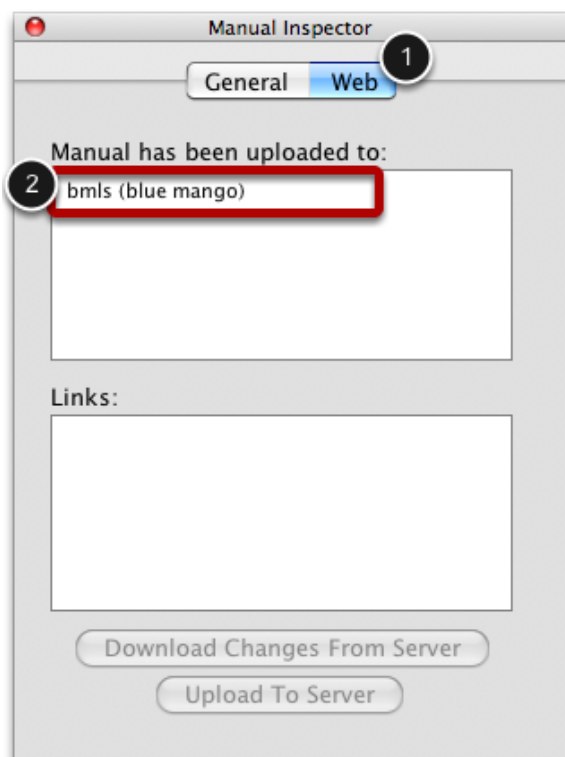 Manual Inspector
1
General Web
Manual has been uploaded to:
2
bmls (blue mango)
Links:
Download Changes From Server
Upload To Server